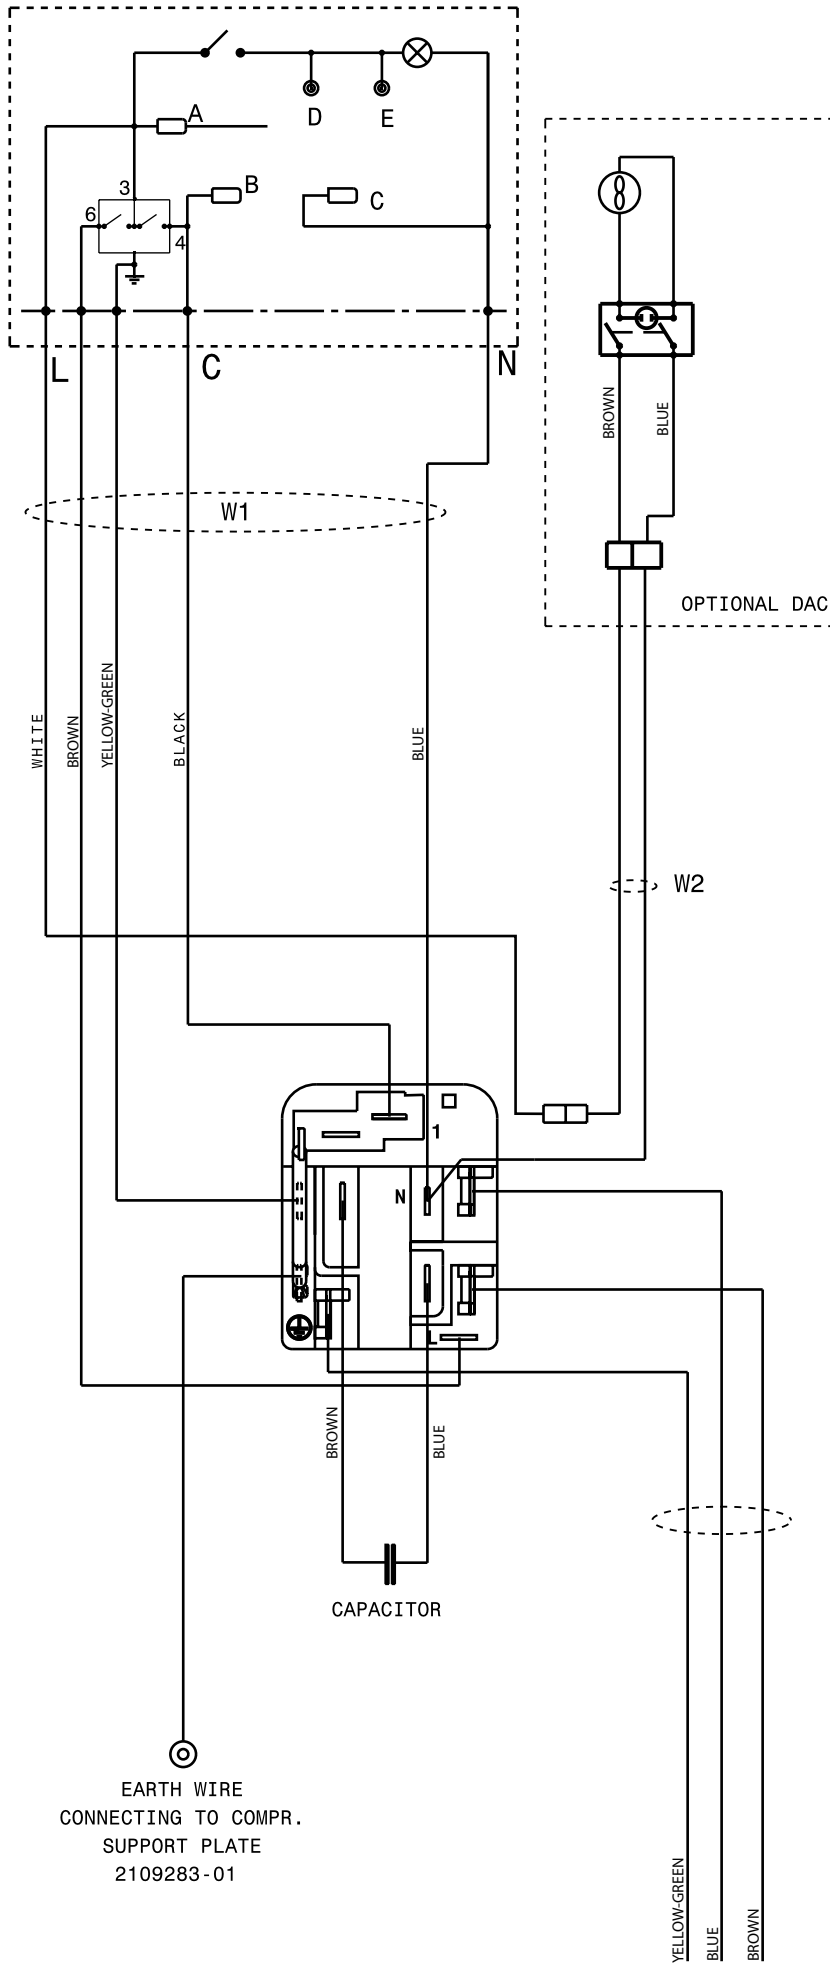 A
D
E
B
C
3
6
4
L
C
N
BROWN
BLUE
W1
OPTIONAL DAC
WHITE
BROWN
YELLOW-GREEN
BLACK
BLUE
W2
1
N
L
BROWN
BLUE
CAPACITOR
EARTH WIRE
CONNECTING TO COMPR.
SUPPORT PLATE
2109283-01
YELLOW-GREEN
BLUE
BROWN